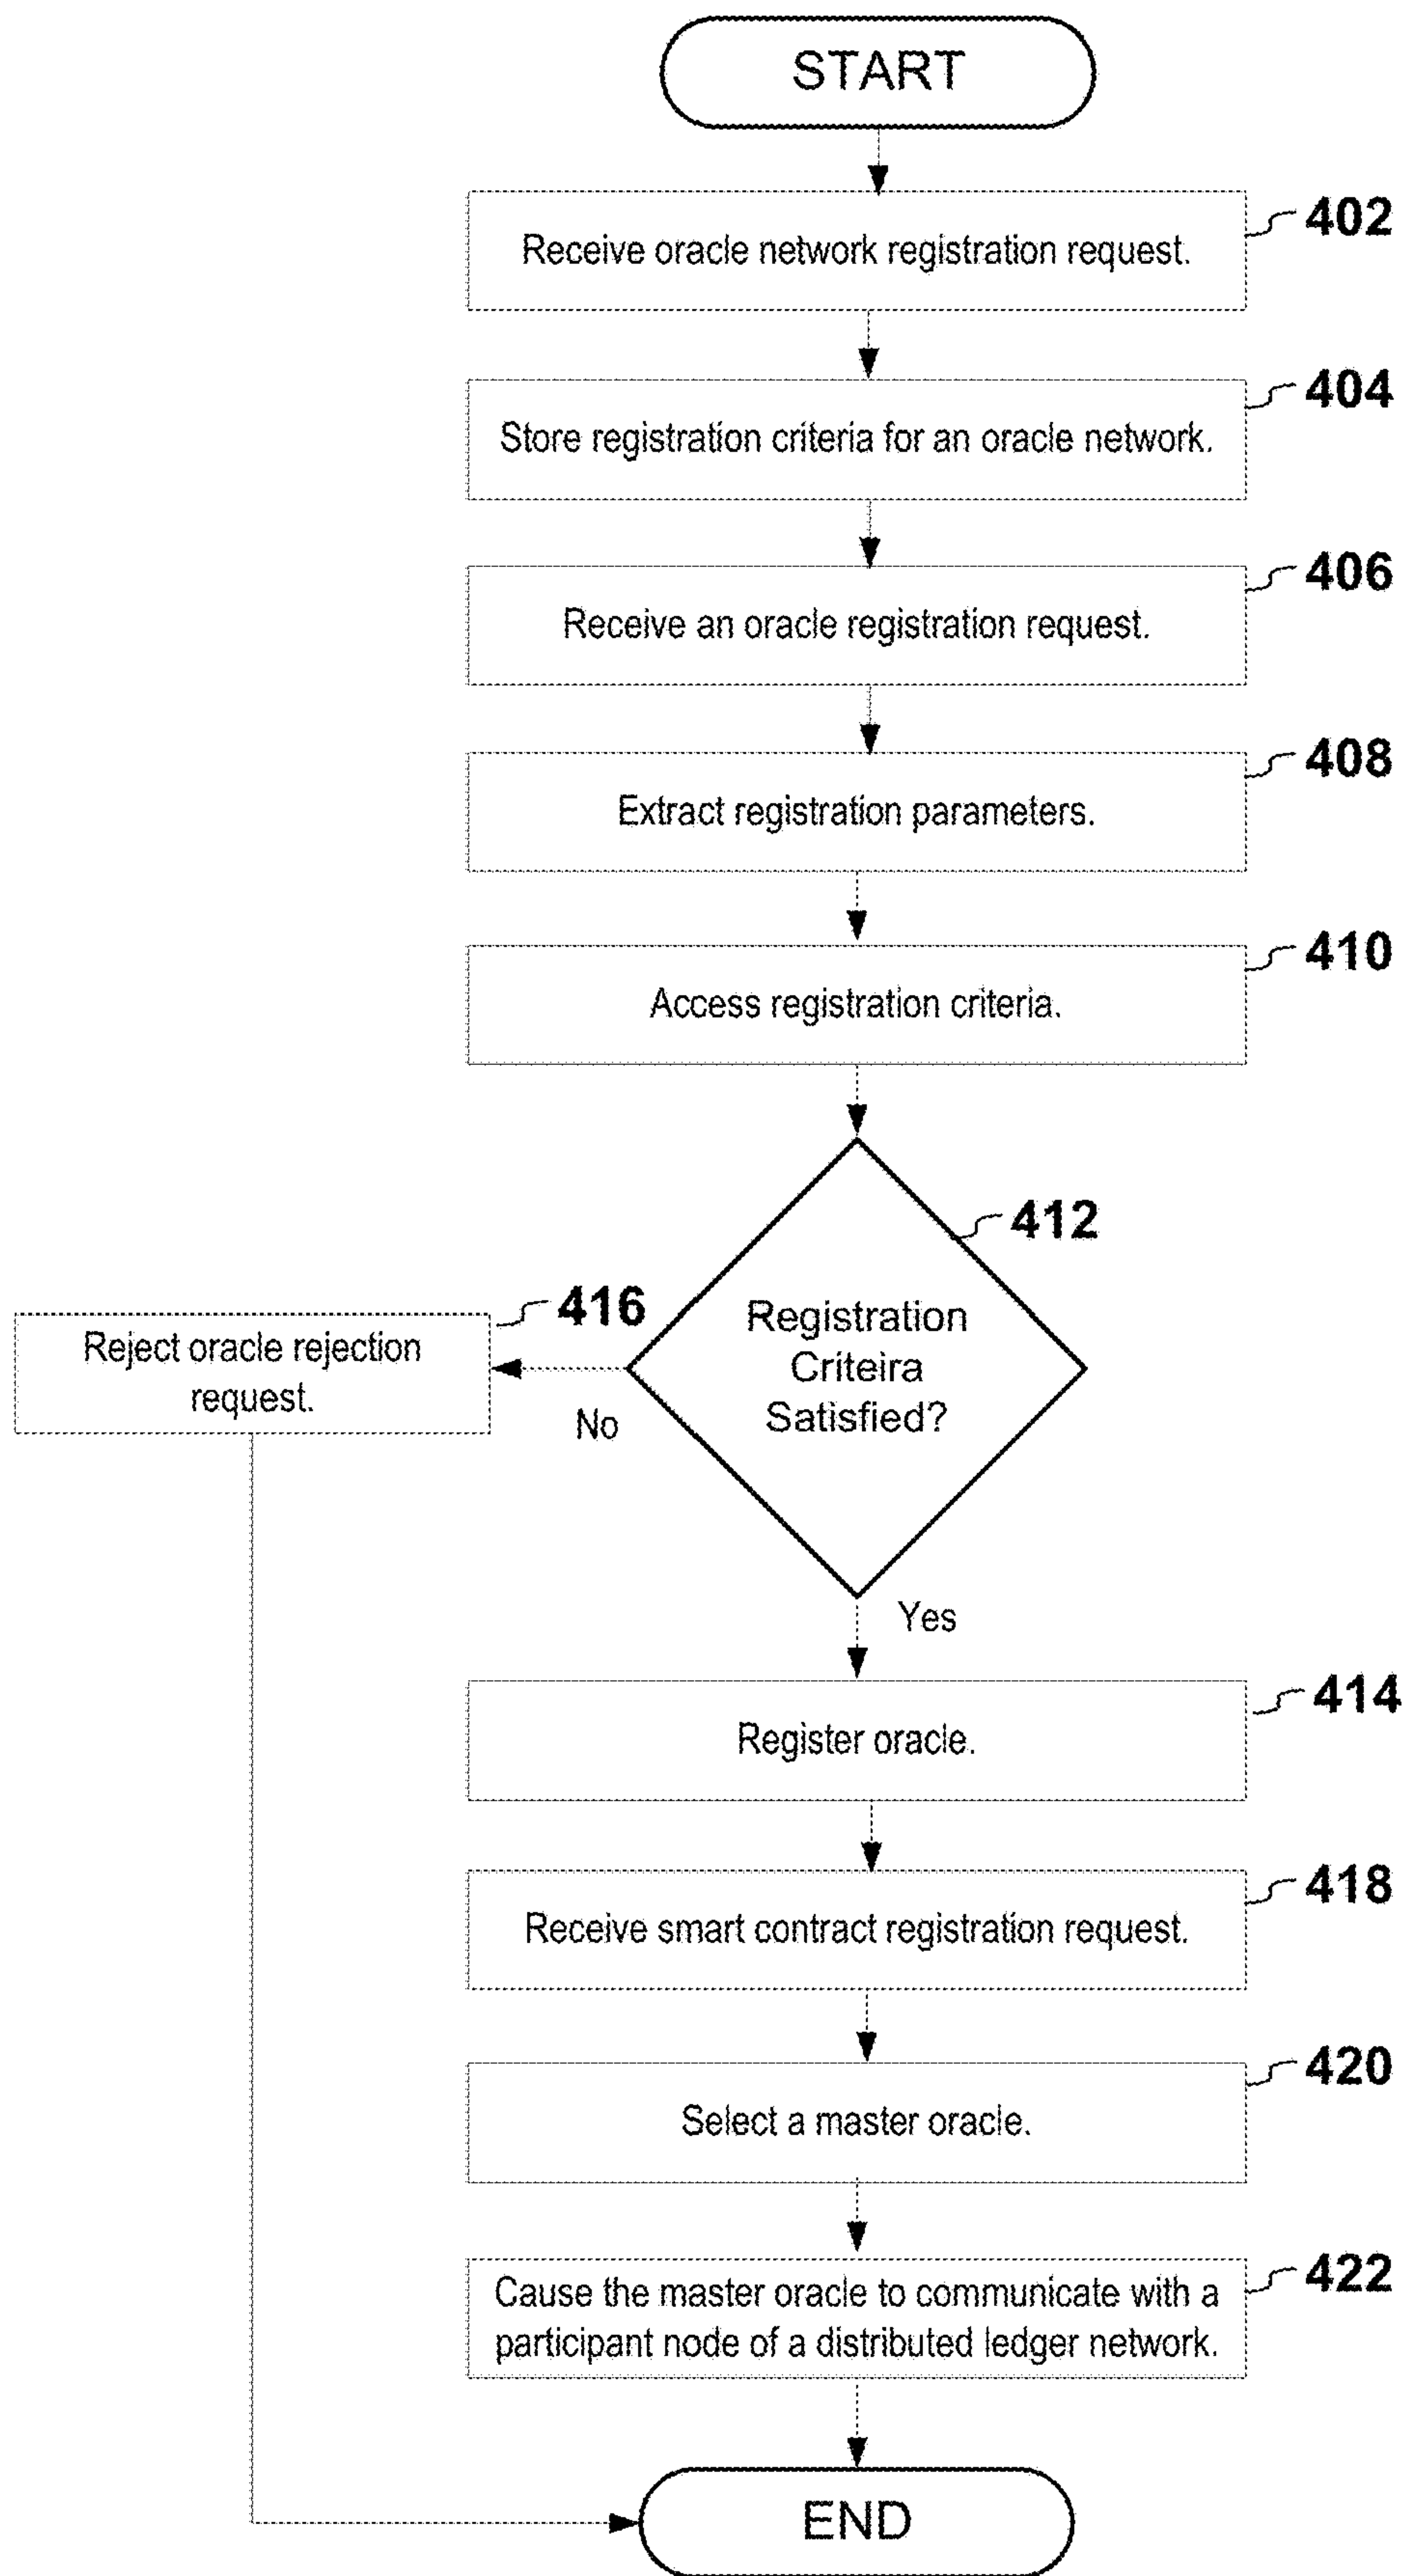 START
402
Receive oracle network registration request.
404
Store registration criteria for an oracle network.
406
Receive an oracle registration request.
408
Extract registration parameters.
410
Access registration criteria.
412
Registration
Criteira
Satisfied?
416
Reject oracle rejection
request.
No
Yes
414
Register oracle.
418
Receive smart contract registration request.
420
Select a master oracle.
422
Cause the master oracle to communicate with a
participant node of a distributed ledger network.
END